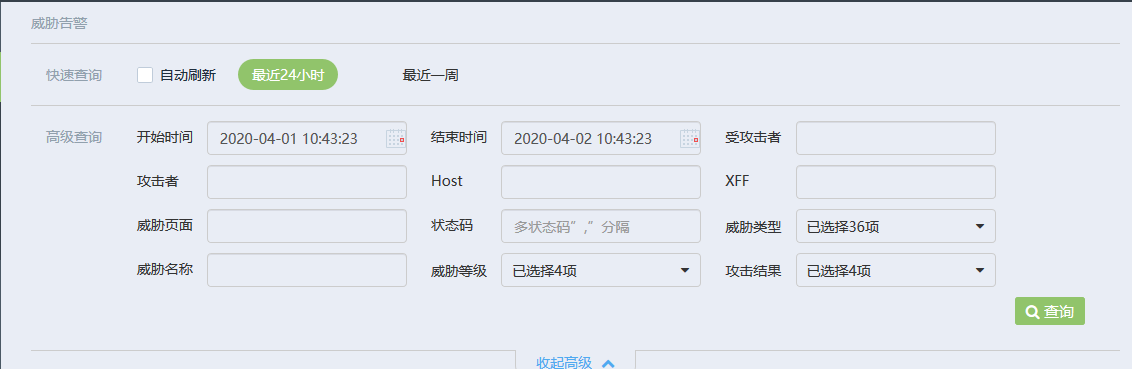 威胁告警
快速查询 自动刷新 最近24小时 最近一周
高级查询 开始时间 2020-04-01 10:43:23 结束时间 2020-04-02 10:43:23 受攻击者
攻击者 Host XFF
威胁页面 状态码 多状态码”,“分隔 威胁类型 已选择36项
威胁名称 威胁等级 已选择4项 攻击结果 已选择4项
查询
收起高级